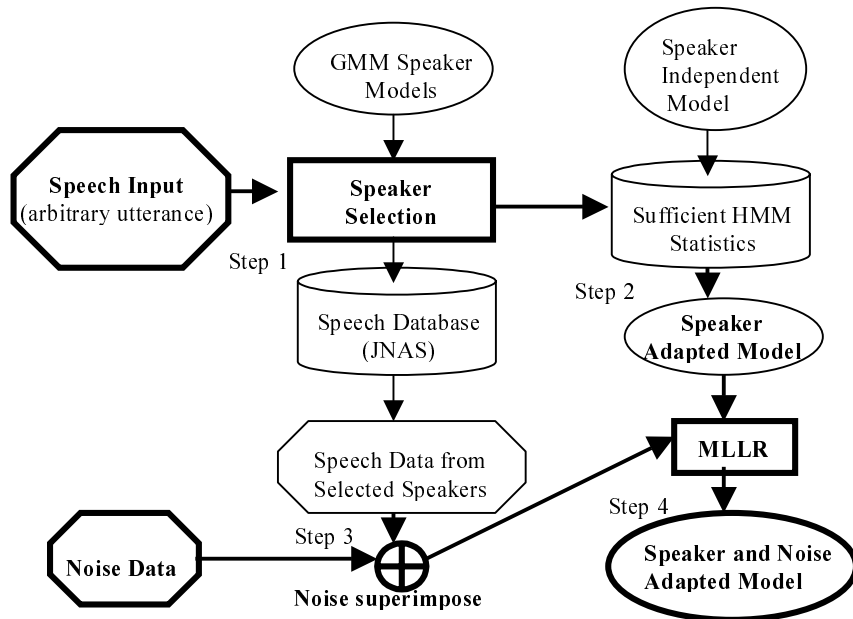 GMM Speaker
Models
Speaker
Independent
Model
Speech Input
(arbitrary utterance)
Speaker
Selection
Sufficient HMM
Statistics
Step 1
Step 2
Speech Database
(JNAS)
Speaker
Adapted Model
MLLR
Speech Data from
Selected Speakers
Step 3
Step 4
Noise Data
Noise superimpose
Speaker and Noise
Adapted Model